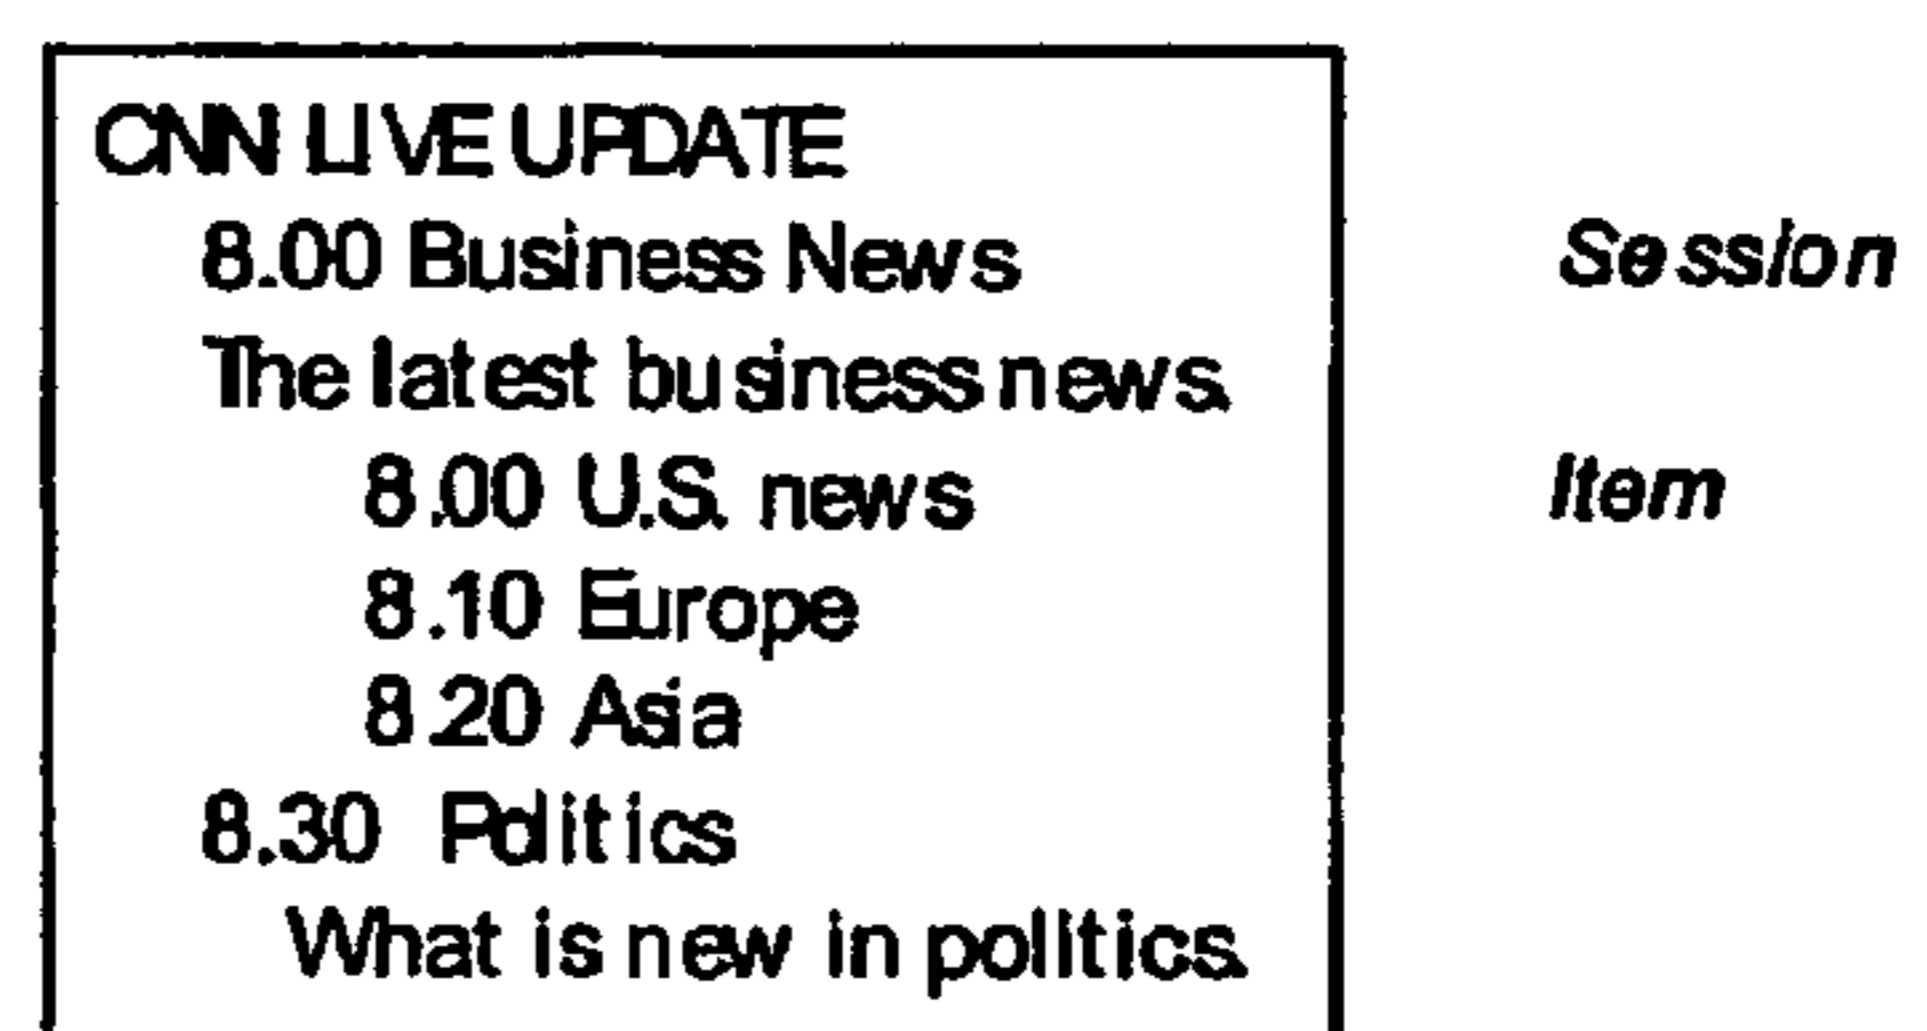 CNN LIVE UPDATE
8.00 Business News
Session
The latest business news.
8.00 U.S. news
Item
8.10 Europe
8.20 Asia
8.30 Politics
What is new in politics.